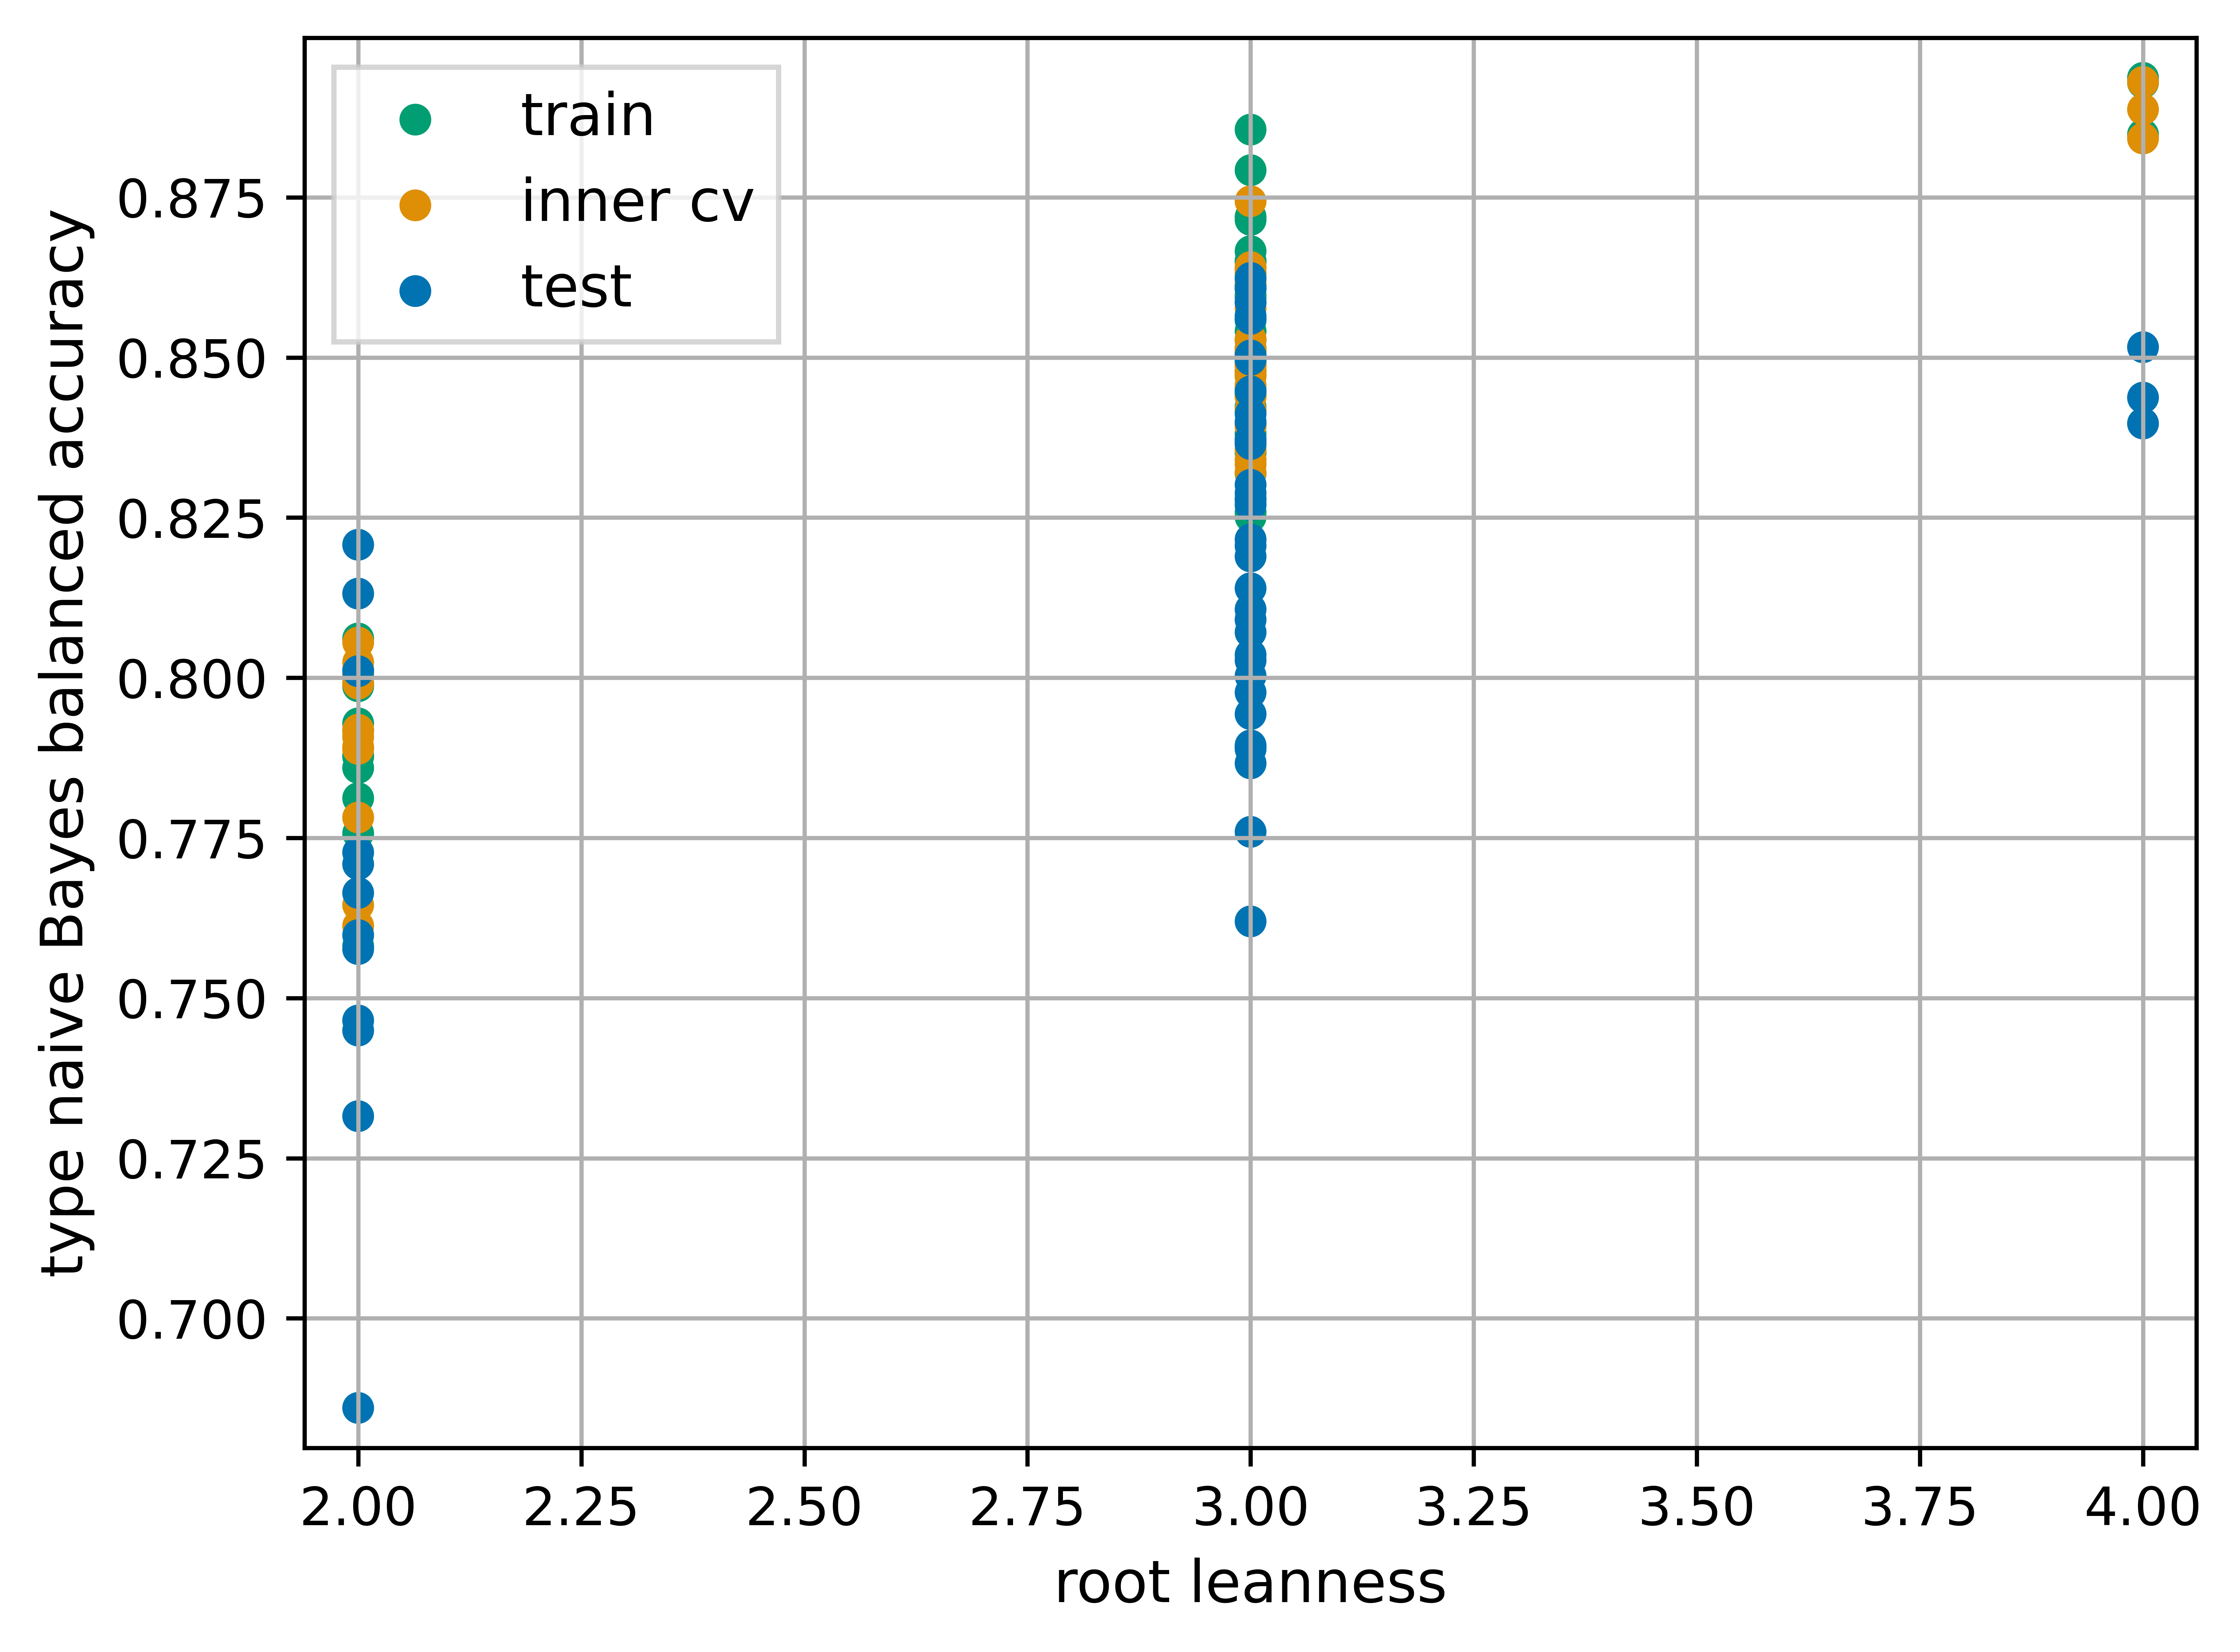 train
inner cv
test
0.875
0.850
0.825
0.800
0.775
0.750
0.725
0.700
type naive Bayes balanced accuracy
2.00 2.25 2.50 2.75 3.00 3.25 3.50 3.75 4.00
root leanness